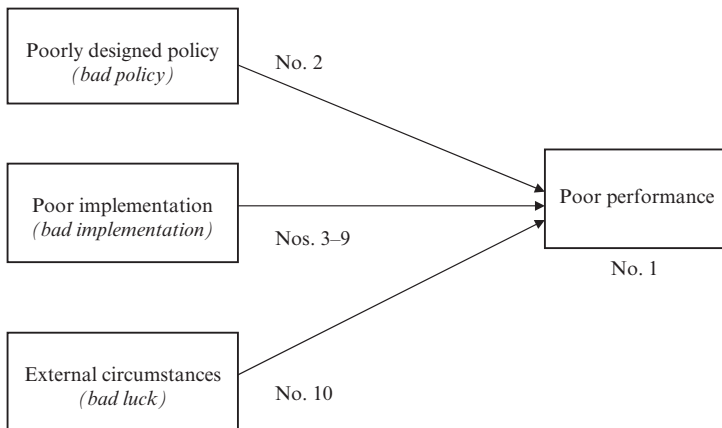 Poorly designed policy
(bad policy)
No. 2
Poor implementation
(bad implementation)
Nos. 3–9
Poor performance
No. 1
External circumstances
(bad luck)
No. 10